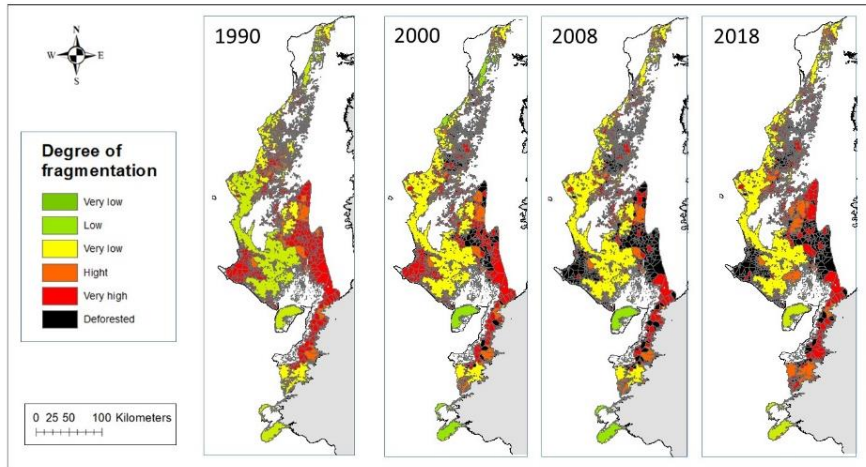 1990
2000
2008
2018
N
W E
S
Degree of
fragmentation
Very low
Low
Very low
Hight
Very high
Deforested
0 25 50 100 Kilometers